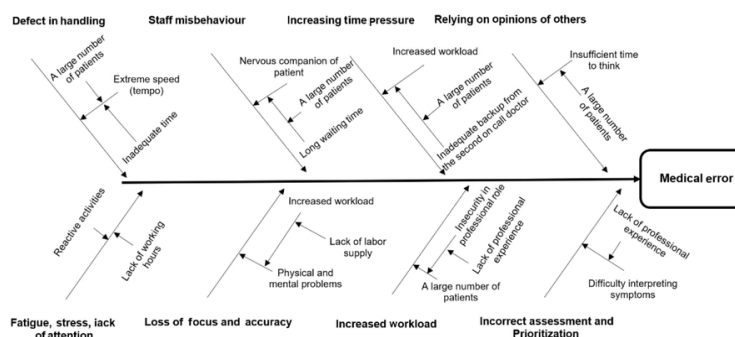 Defect in handling
Staff misbehaviour
Increasing time pressure
Relying on opinions of others
A large number
of patients
Extreme speed
(tempo)
Inadequate time
Nervous companion of
patient
A large number
of patients
Long waiting time
Increased workload
A large number
of patients
Inadequate backup from
the second on call doctor
Insufficient time
to think
A large number
of patients
Medical error
Reactive activities
Lack of working
hours
Increased workload
Lack of labor
supply
Physical and
mental problems
Insecurity in
professional role
Lack of professional
experience
A large number of
patients
Lack of professional
experience
Difficulty interpreting
symptoms
Fatigue, stress, lack
of attention
Loss of focus and accuracy
Increased workload
Incorrect assessment and
Prioritization